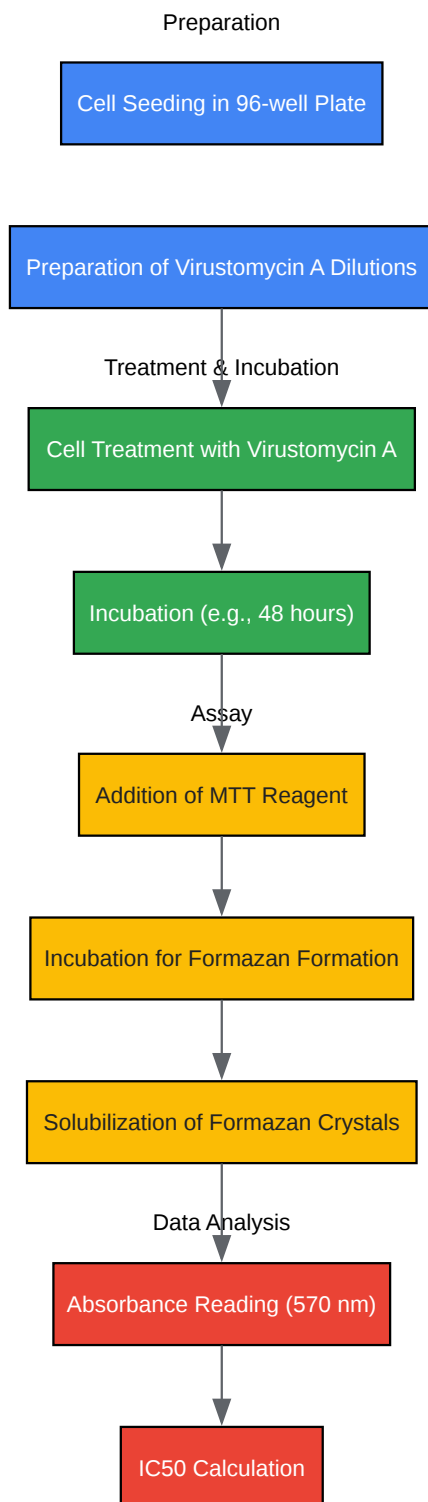 Preparation
Cell Seeding in 96-well Plate
Preparation of Virustomycin A Dilutions
Treatment & Incubation
Cell Treatment with Virustomycin A
Incubation (e.g., 48 hours)
Assay
Addition of MTT Reagent
Incubation for Formazan Formation
Solubilization of Formazan Crystals
Data Analysis
Absorbance Reading (570 nm)
IC50 Calculation